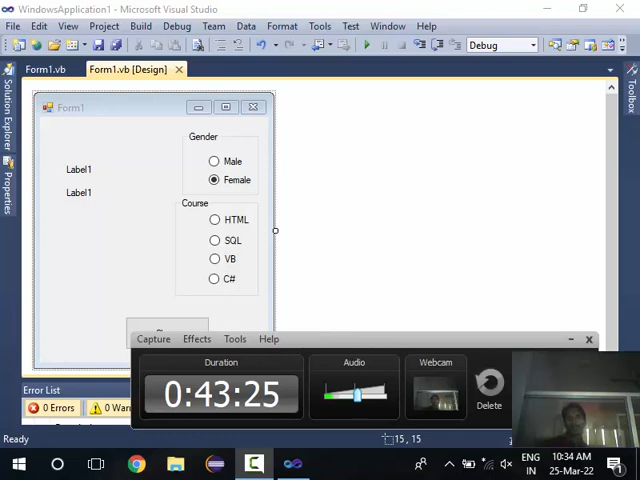 WindowsApplication1 - Microsoft Visual Studio
File Edit View Project Build Debug Team Data Format Tools Test Window Help
Debug
Form1.vb Form1.vb [Design]
Solution Explorer
Properties
Toolbox
Form1
Gender
Male
Female
Label1
Label1
Course
HTML
SQL
VB
C#
Capture Effects Tools Help
Duration Audio Webcam
0:43:25
Delete
Error List
0 Errors
Ready
15, 15
ENG
IN
10:34 AM
25-Mar-22
1